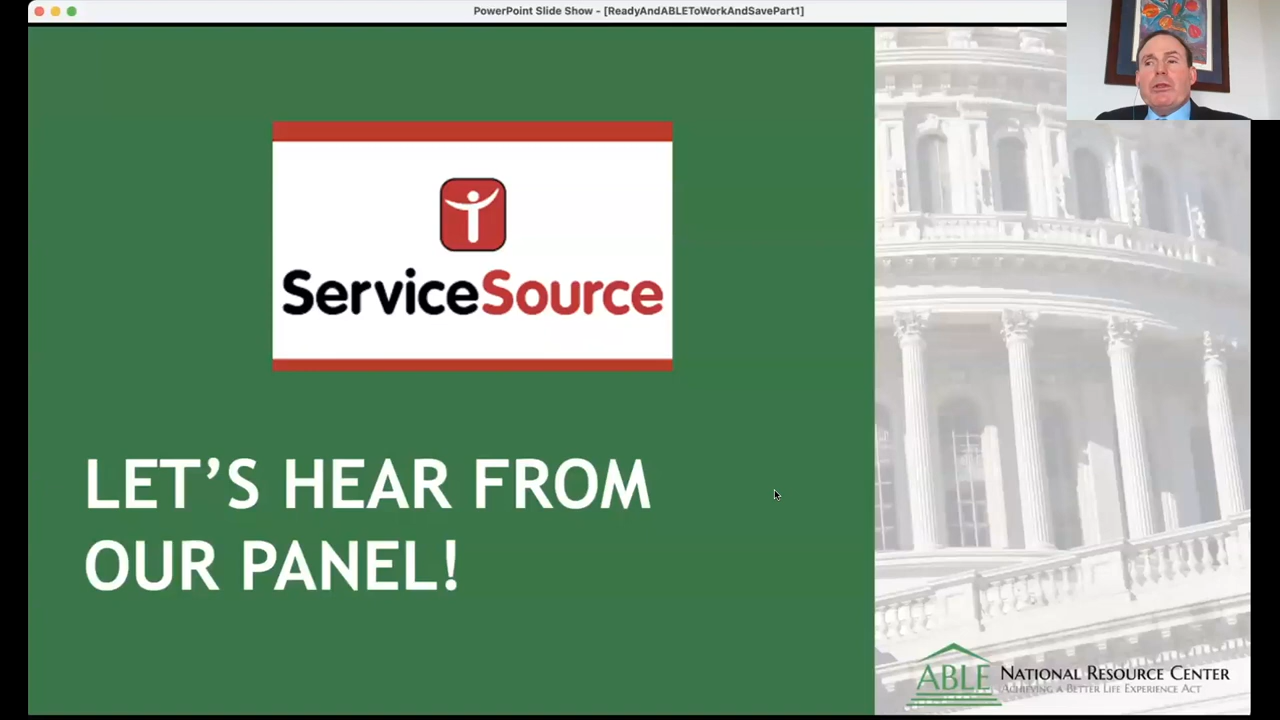 PowerPoint Slide Show - [ReadyAndABLEToWorkAndSavePart1]
ServiceSource
LET’S HEAR FROM
OUR PANEL!
ABLE NATIONAL RESOURCE CENTER
ACHIEVING A BETTER LIFE EXPERIENCE ACT